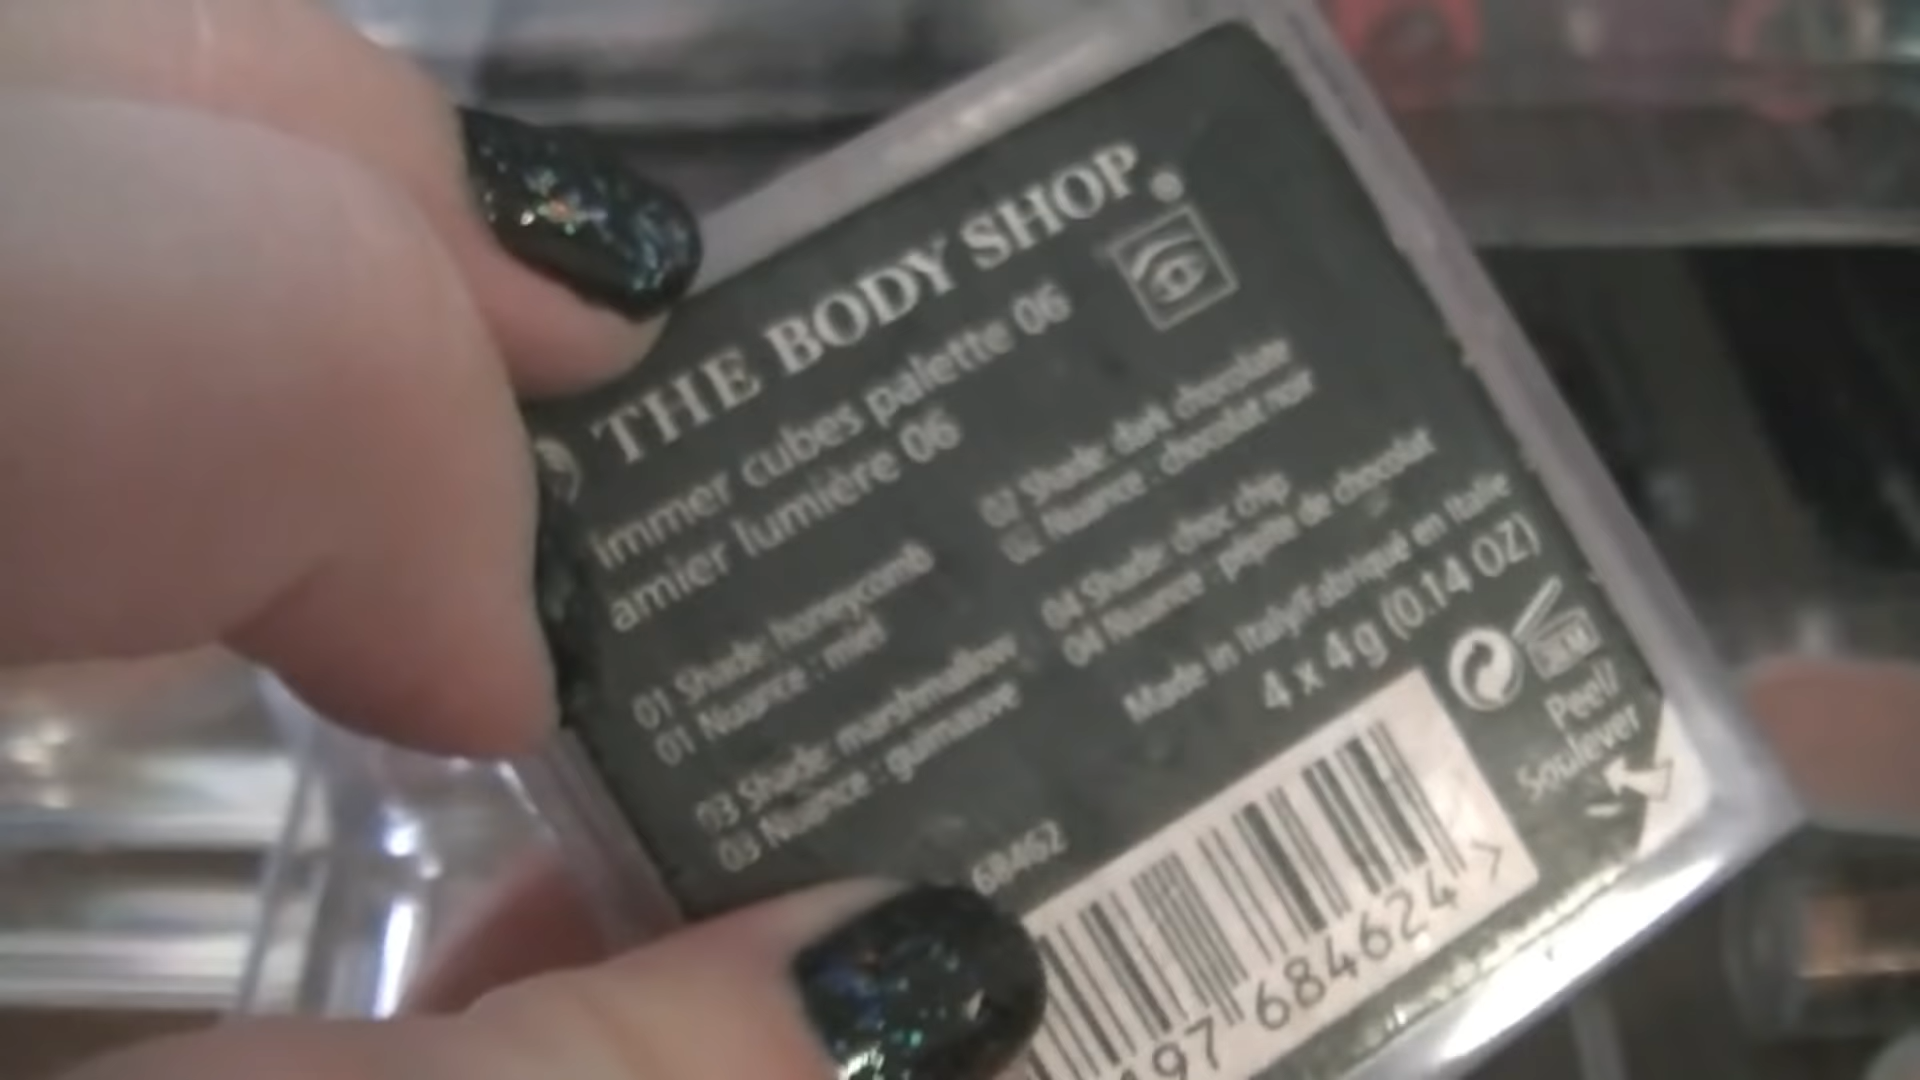 THE BODY SHOP®
immer cubes palette 06
amier lumière 06
01 Shade: honeycomb
01 Nuance : miel
02 Shade: dark chocolate
02 Nuance : chocolat noir
03 Shade: marshmallow
03 Nuance : guimauve
04 Shade: choc chip
04 Nuance : pépite de chocolat
Made in Italy/Fabriqué en Italie
4 x 4g (0.14 OZ)
Peel/
Soulever
68462
197 684624 >